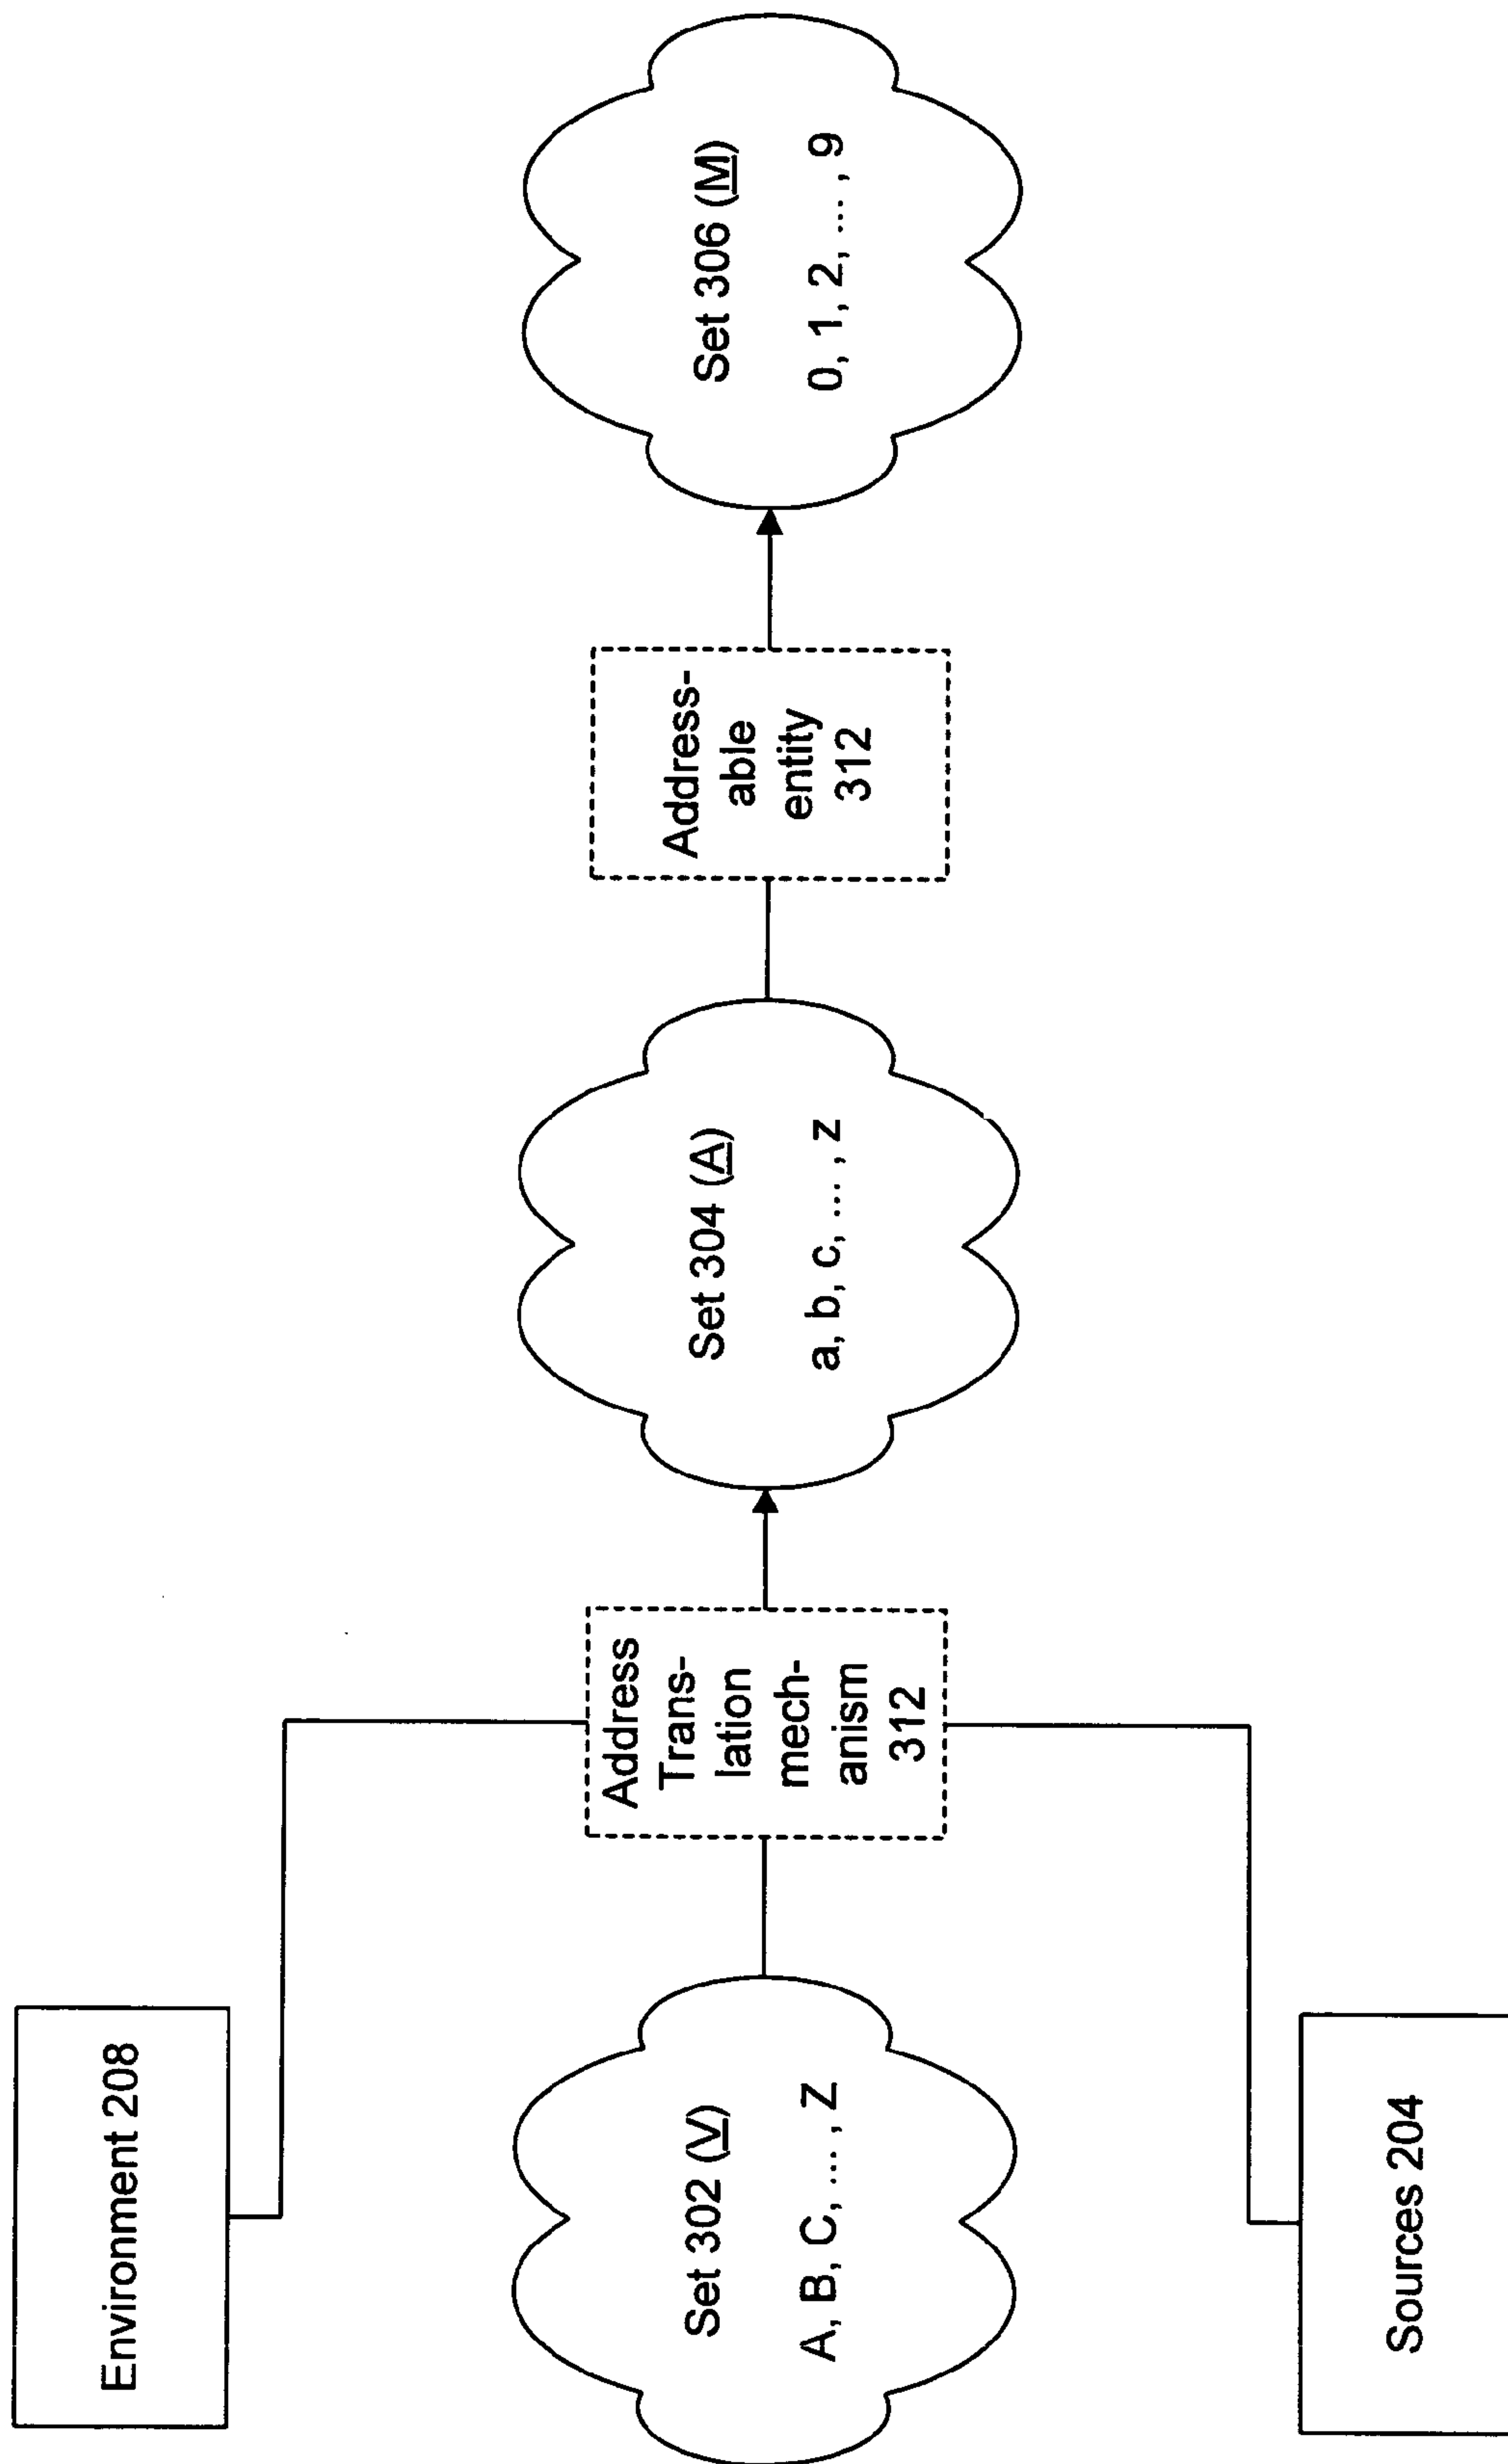 Environment 208
Set 302 (V)
A, B, C, ... , Z
Sources 204
Address
Trans-
lation
mech-
anism
312
Set 304 (A)
a, b, c, ... , z
Address-
able
entity
312
Set 306 (M)
0, 1, 2, ... , 9